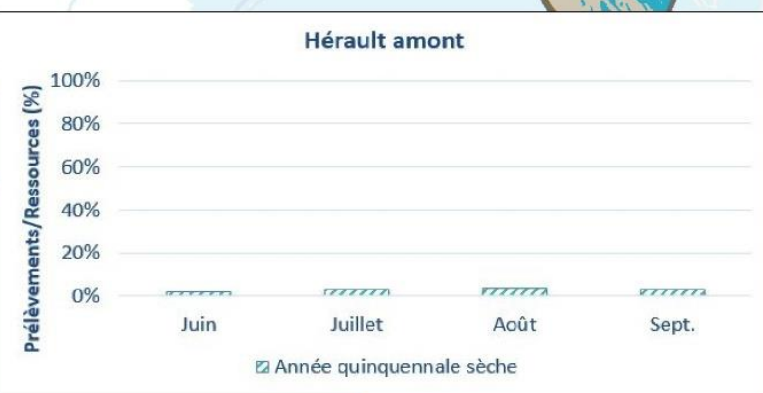 Hérault amont
Prélèvements/Ressources (%)
100%
80%
60%
40%
20%
0%
Juin Juillet Août Sept.
Année quinquennale sèche